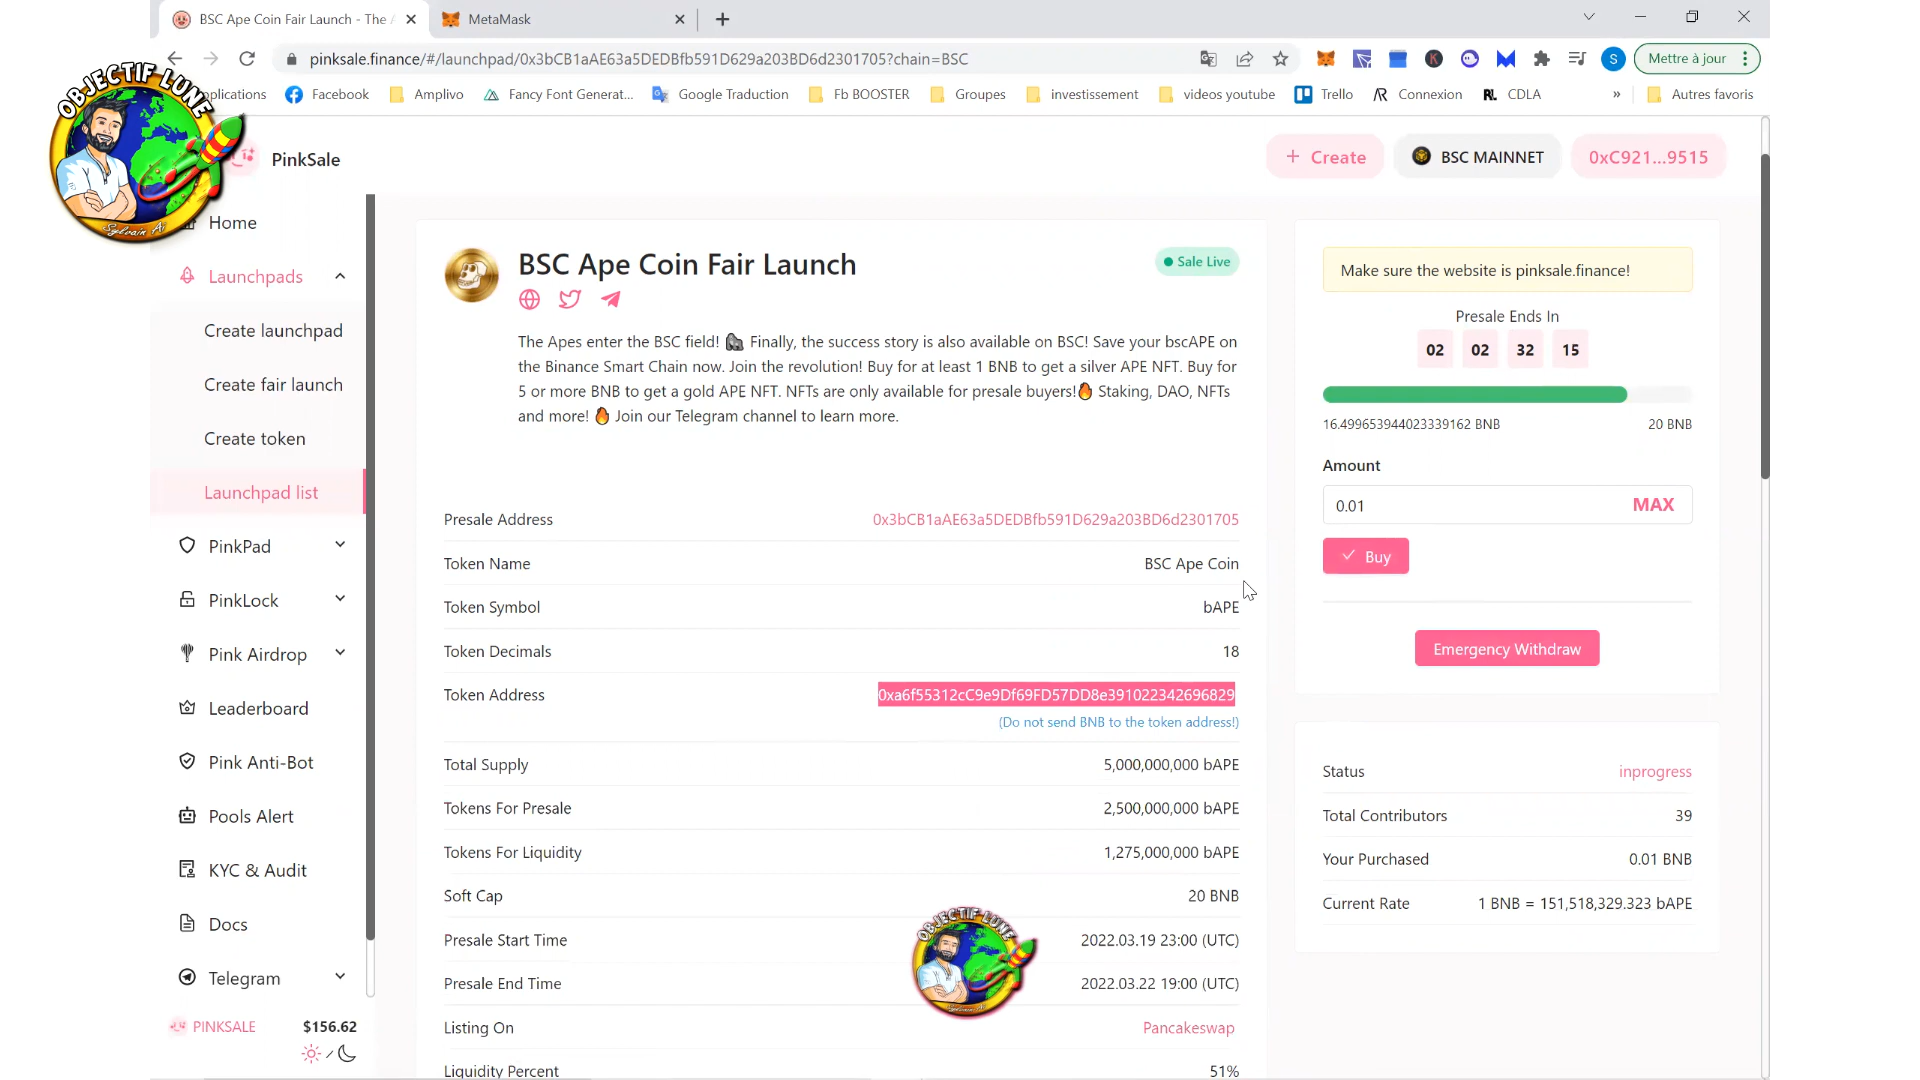 BSC Ape Coin Fair Launch - The A
MetaMask
pinksale.finance/#/launchpad/0x3bCB1aAE63a5DEDBfb591D629a203BD6d2301705?chain=BSC
S
Mettre à jour
plications
Facebook
Amplivo
Fancy Font Generat...
Google Traduction
Fb BOOSTER
Groupes
investissement
videos youtube
Trello
Connexion
CDLA
»
Autres favoris
OBJECTIF LUNE
Sylvain Ai
PinkSale
+ Create
BSC MAINNET
0xC921...9515
Home
Launchpads
Create launchpad
Create fair launch
Create token
Launchpad list
PinkPad
PinkLock
Pink Airdrop
Leaderboard
Pink Anti-Bot
Pools Alert
KYC & Audit
Docs
Telegram
PINKSALE
$156.62
BSC Ape Coin Fair Launch
Sale Live
The Apes enter the BSC field! 🦍 Finally, the success story is also available on BSC! Save your bscAPE on
the Binance Smart Chain now. Join the revolution! Buy for at least 1 BNB to get a silver APE NFT. Buy for
5 or more BNB to get a gold APE NFT. NFTs are only available for presale buyers!🔥 Staking, DAO, NFTs
and more! 🔥 Join our Telegram channel to learn more.
Presale Address
0x3bCB1aAE63a5DEDBfb591D629a203BD6d2301705
Token Name
BSC Ape Coin
Token Symbol
bAPE
Token Decimals
18
Token Address
0xa6f55312cC9e9Df69FD57DD8e391022342696829
(Do not send BNB to the token address!)
Total Supply
5,000,000,000 bAPE
Tokens For Presale
2,500,000,000 bAPE
Tokens For Liquidity
1,275,000,000 bAPE
Soft Cap
20 BNB
Presale Start Time
2022.03.19 23:00 (UTC)
Presale End Time
2022.03.22 19:00 (UTC)
Listing On
Pancakeswap
Liquidity Percent
51%
OBJECTIF LUNE
Make sure the website is pinksale.finance!
Presale Ends In
02 02 32 15
16.499653944023339162 BNB
20 BNB
Amount
0.01
MAX
Buy
Emergency Withdraw
Status
inprogress
Total Contributors
39
Your Purchased
0.01 BNB
Current Rate
1 BNB = 151,518,329.323 bAPE